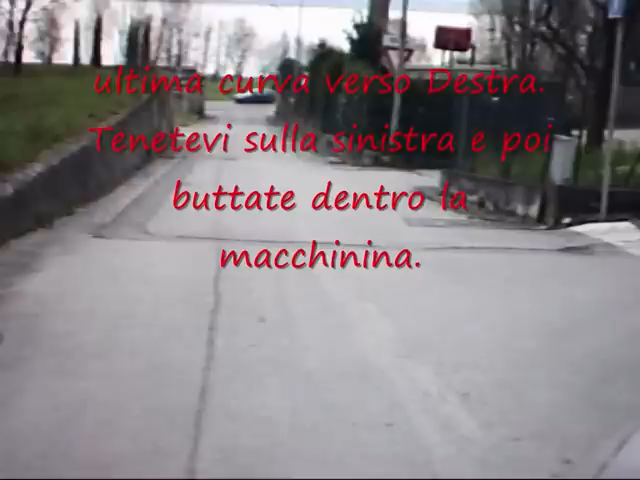 ultima curva verso Destra.
Tenetevi sulla sinistra e poi
buttate dentro la
macchinina.